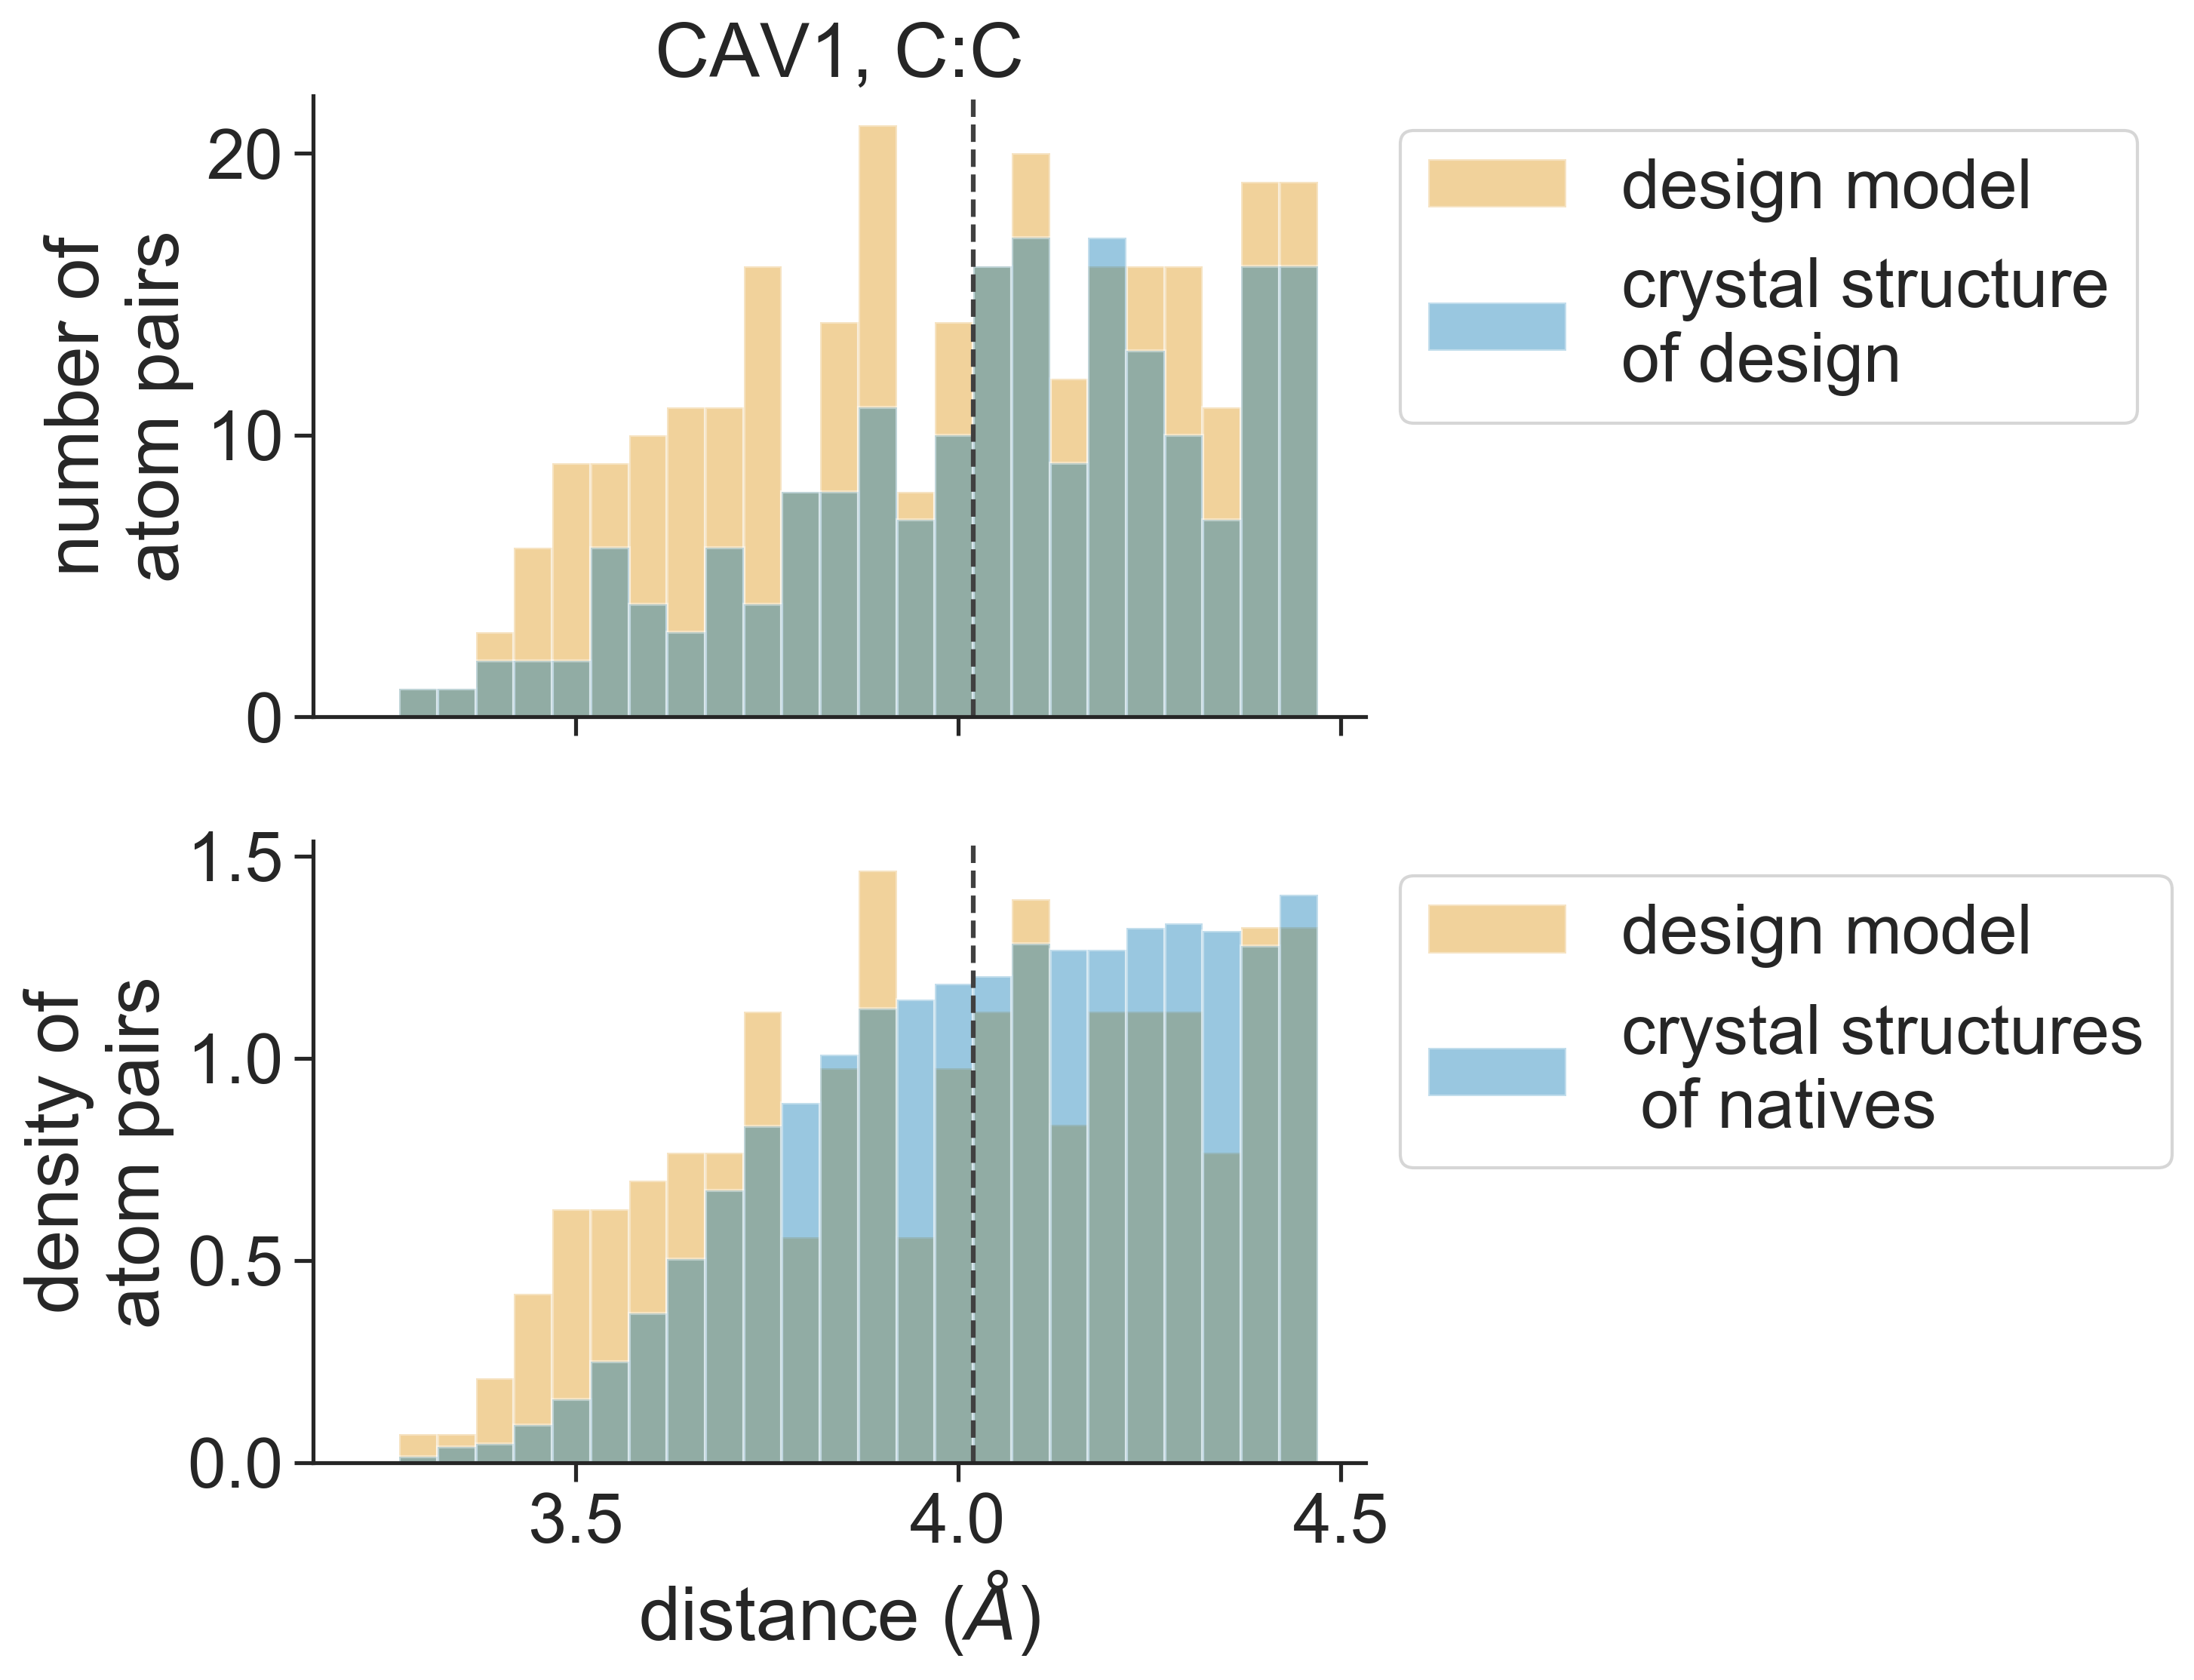 CAV1, C:C
number of
atom pairs
20
10
0
design model
crystal structure
of design
density of
atom pairs
1.5
1.0
0.5
0.0
design model
crystal structures
of natives
3.5
4.0
4.5
distance (Å)